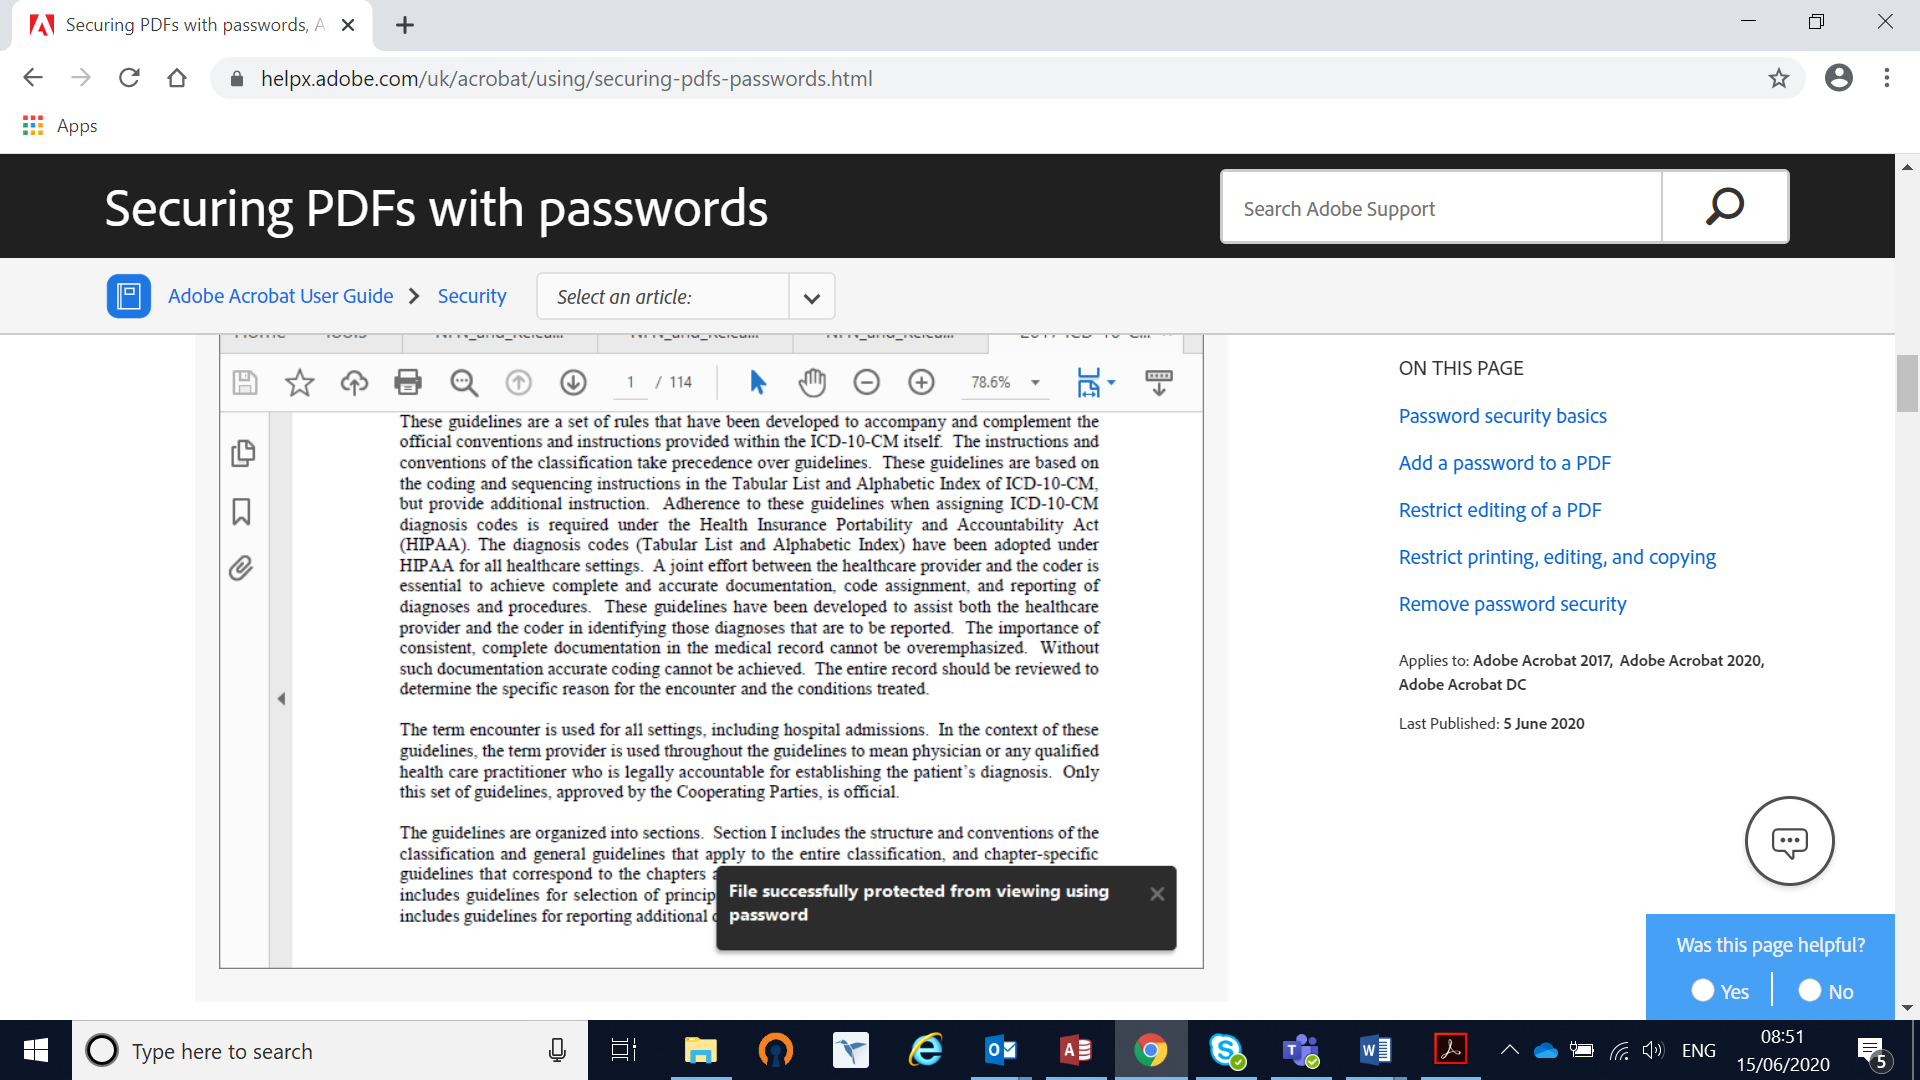 Securing PDFs with passwords, A
helpx.adobe.com/uk/acrobat/using/securing-pdfs-passwords.html
Apps
Securing PDFs with passwords
Search Adobe Support
Adobe Acrobat User Guide
Security
Select an article:
1 / 114
78.6%
These guidelines are a set of rules that have been developed to accompany and complement the
official conventions and instructions provided within the ICD-10-CM itself. The instructions and
conventions of the classification take precedence over guidelines. These guidelines are based on
the coding and sequencing instructions in the Tabular List and Alphabetic Index of ICD-10-CM,
but provide additional instruction. Adherence to these guidelines when assigning ICD-10-CM
diagnosis codes is required under the Health Insurance Portability and Accountability Act
(HIPAA). The diagnosis codes (Tabular List and Alphabetic Index) have been adopted under
HIPAA for all healthcare settings. A joint effort between the healthcare provider and the coder is
essential to achieve complete and accurate documentation, code assignment, and reporting of
diagnoses and procedures. These guidelines have been developed to assist both the healthcare
provider and the coder in identifying those diagnoses that are to be reported. The importance of
consistent, complete documentation in the medical record cannot be overemphasized. Without
such documentation accurate coding cannot be achieved. The entire record should be reviewed to
determine the specific reason for the encounter and the conditions treated.
The term encounter is used for all settings, including hospital admissions. In the context of these
guidelines, the term provider is used throughout the guidelines to mean physician or any qualified
health care practitioner who is legally accountable for establishing the patient's diagnosis. Only
this set of guidelines, approved by the Cooperating Parties, is official.
The guidelines are organized into sections. Section I includes the structure and conventions of the
classification and general guidelines that apply to the entire classification, and chapter-specific
guidelines that correspond to the chapters a
includes guidelines for selection of princip
includes guidelines for reporting additional
File successfully protected from viewing using
password
ON THIS PAGE
Password security basics
Add a password to a PDF
Restrict editing of a PDF
Restrict printing, editing, and copying
Remove password security
Applies to: Adobe Acrobat 2017, Adobe Acrobat 2020,
Adobe Acrobat DC
Last Published: 5 June 2020
Was this page helpful?
Yes
No
Type here to search
ENG
08:51
15/06/2020
5